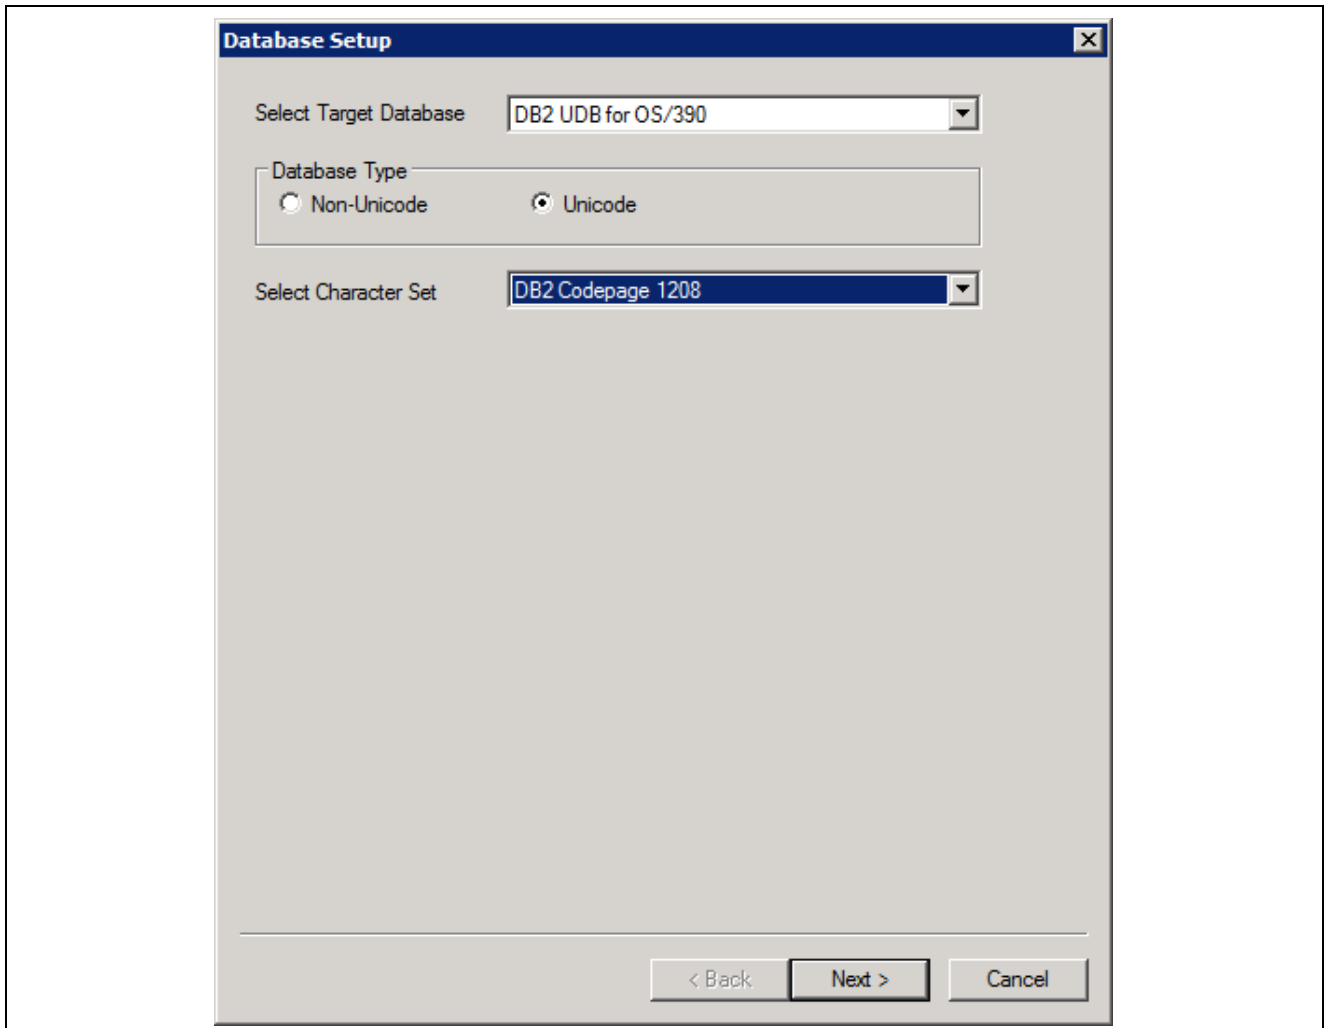 Database Setup
Select Target Database DB2 UDB for OS/390
Database Type
Non-Unicode Unicode
Select Character Set DB2 Codepage 1208
< Back Next > Cancel